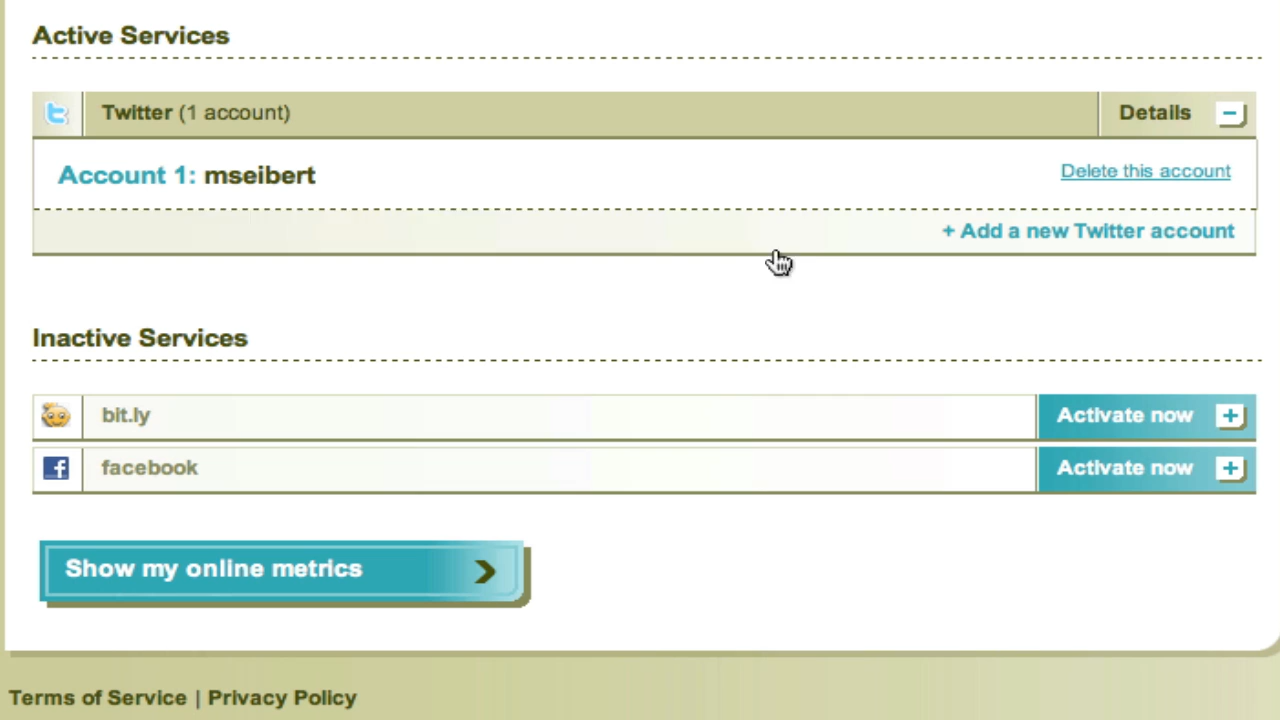 Active Services
Twitter (1 account) Details
Account 1: mseibert Delete this account
+ Add a new Twitter account
Inactive Services
bit.ly Activate now
facebook Activate now
Show my online metrics
Terms of Service | Privacy Policy